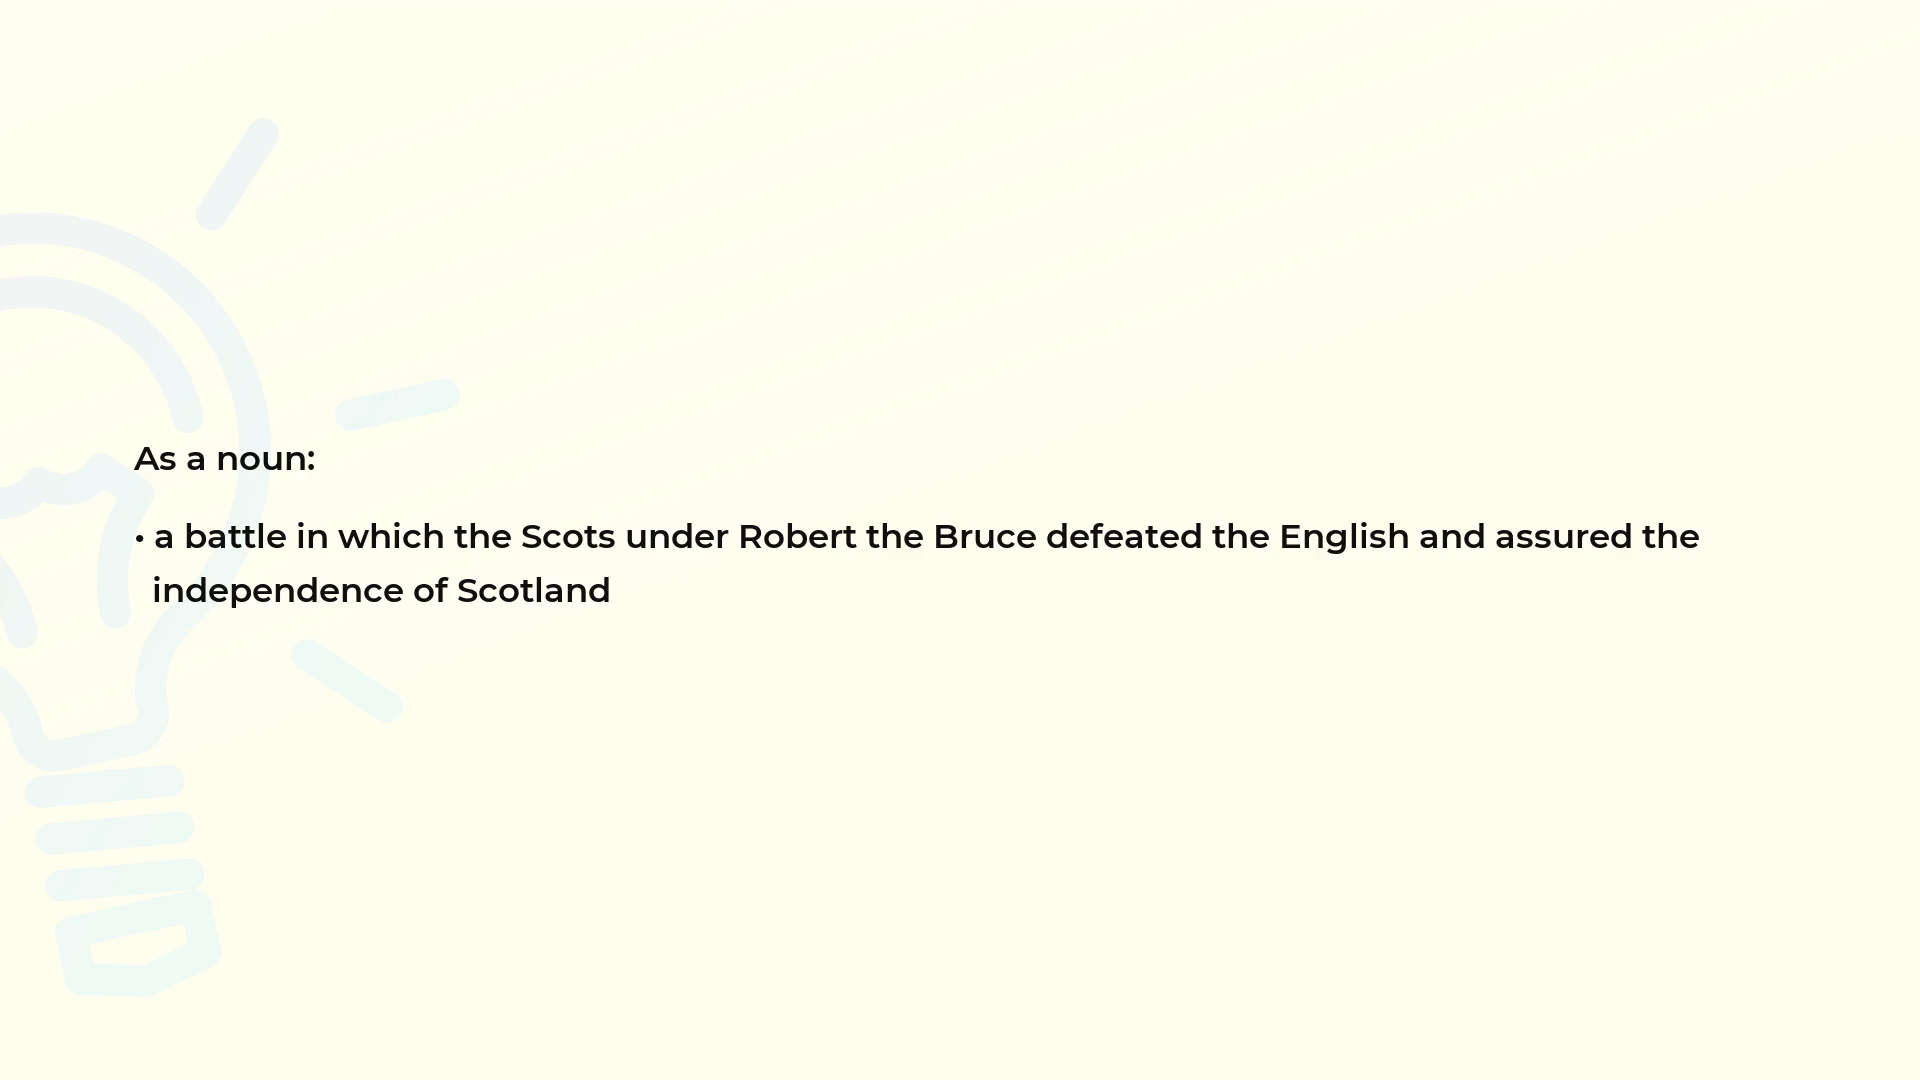 As a noun:
• a battle in which the Scots under Robert the Bruce defeated the English and assured the
independence of Scotland